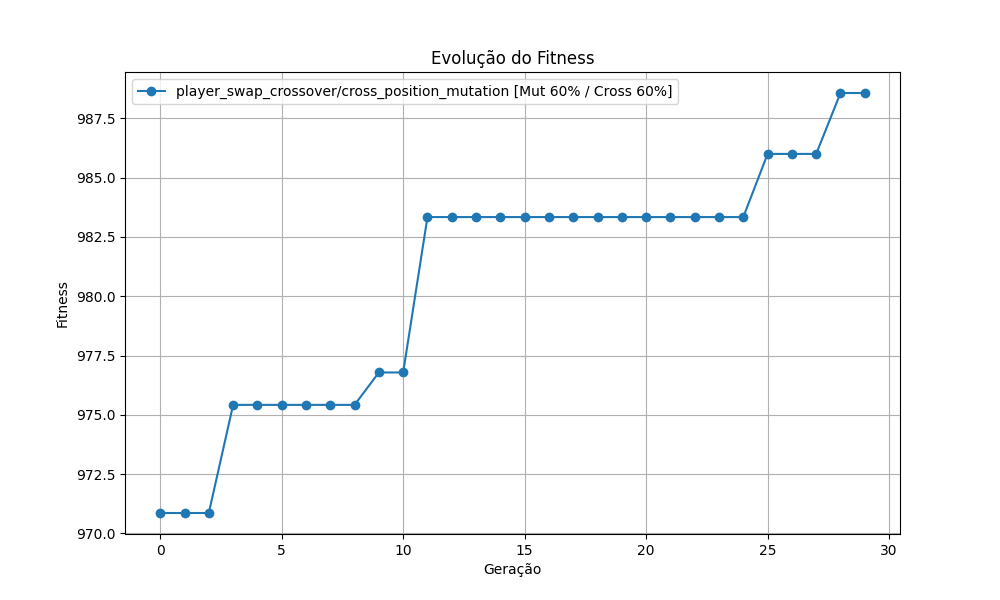 Evolução do Fitness
player_swap_crossover/cross_position_mutation [Mut 60% / Cross 60%]
987.5
985.0
982.5
980.0
977.5
975.0
972.5
970.0
Fitness
0 5 10 15 20 25 30
Geração